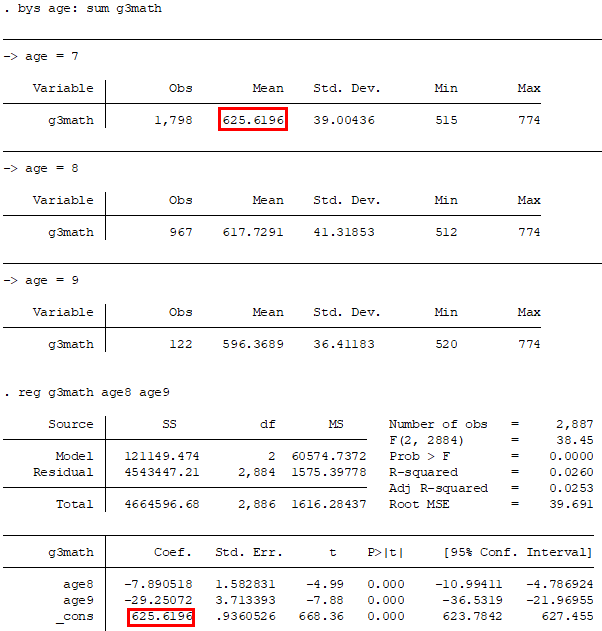 . bys age: sum g3math
-> age = 7
Variable Obs Mean Std. Dev. Min Max
g3math 1,798 625.6196 39.00436 515 774
-> age = 8
Variable Obs Mean Std. Dev. Min Max
g3math 967 617.7291 41.31853 512 774
-> age = 9
Variable Obs Mean Std. Dev. Min Max
g3math 122 596.3689 36.41183 520 774
. reg g3math age8 age9
Source SS df MS Number of obs = 2,887
F(2, 2884) = 38.45
Model 121149.474 2 60574.7372 Prob > F = 0.0000
Residual 4543447.21 2,884 1575.39778 R-squared = 0.0260
Adj R-squared = 0.0253
Total 4664596.68 2,886 1616.28437 Root MSE = 39.691
g3math Coef. Std. Err. t P>|t| [95% Conf. Interval]
age8 -7.890518 1.582831 -4.99 0.000 -10.99411 -4.786924
age9 -29.25072 3.713393 -7.88 0.000 -36.5319 -21.96955
_cons 625.6196 .9360526 668.36 0.000 623.7842 627.455